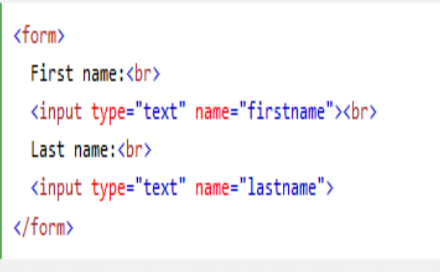 <form>
First name:<br>
<input type="text" name="firstname"><br>
Last name:<br>
<input type="text" name="lastname">
</form>